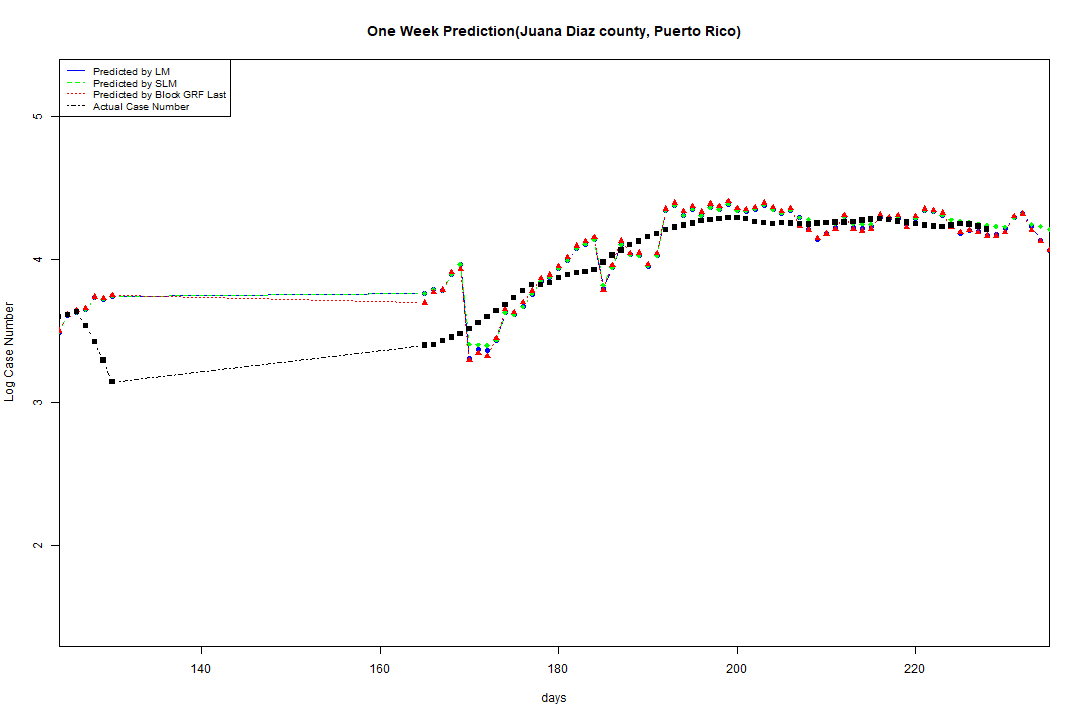 One Week Prediction(Juana Diaz county, Puerto Rico)
Predicted by LM
Predicted by SLM
Predicted by Block GRF Last
Actual Case Number
5
4
3
2
Log Case Number
140 160 180 200 220
days